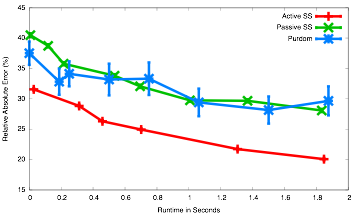 45
40
35
30
25
20
15
Relative Absolute Error (%)
Active SS
Passive SS
Purdom
0 0.2 0.4 0.6 0.8 1 1.2 1.4 1.6 1.8 2
Runtime in Seconds